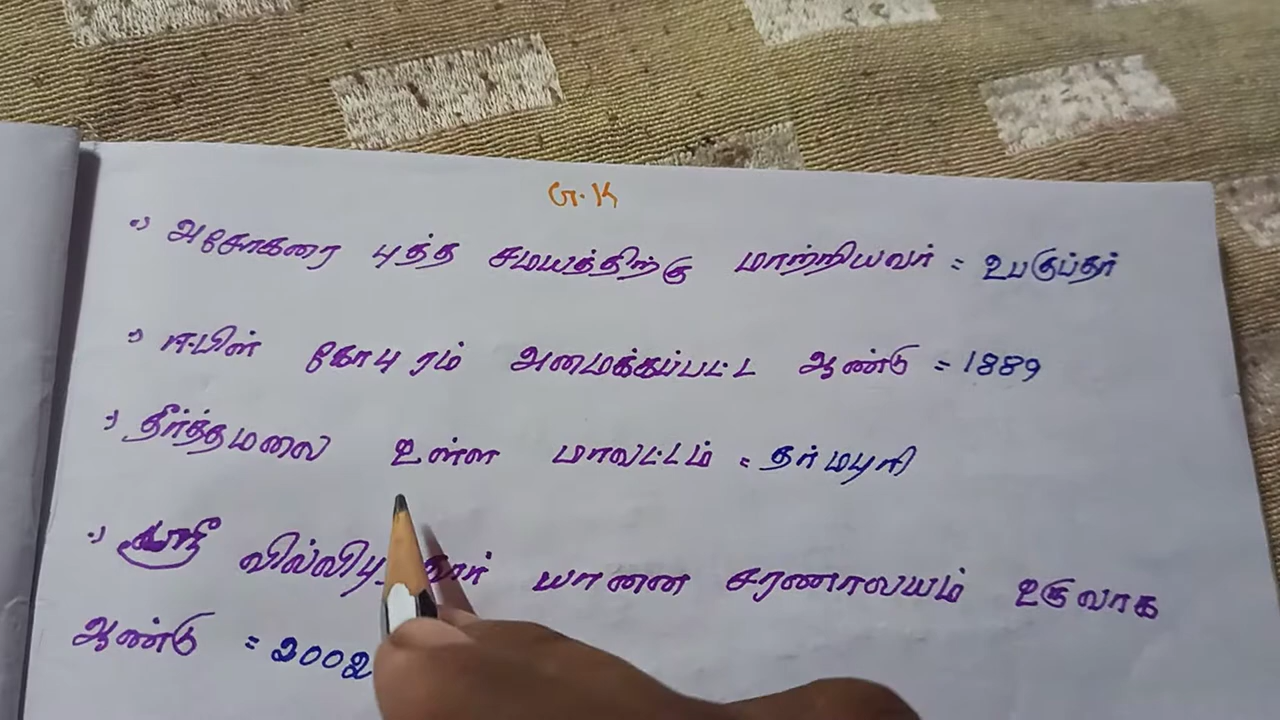 G.K
அசோகரை புத்த சமயத்திற்கு மாற்றியவர் = உபகுப்தர்
ஈபிள் கோபுரம் அமைக்கப்பட்ட ஆண்டு = 1889
தீர்த்தமலை உள்ள மாவட்டம் = தர்மபுரி
ஸ்ரீ யானை சரணாலயம் உருவாக
ஆண்டு = 2002